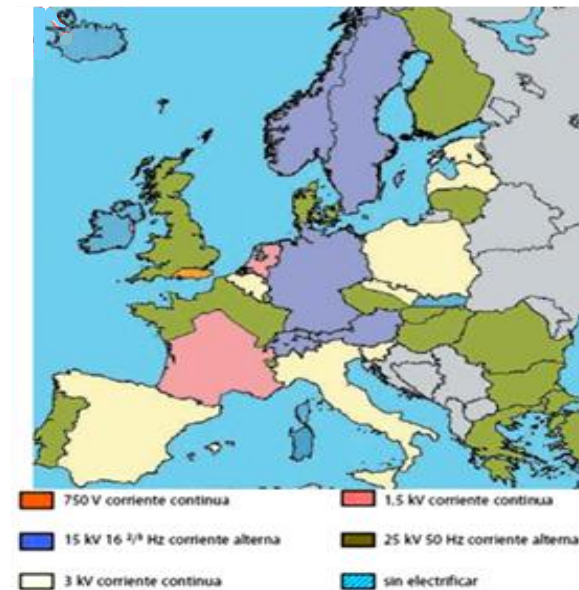 750 V corriente continua
1.5 kV corriente continua
15 kV 16 ²/³ Hz corriente alterna
25 kV 50 Hz corriente alterna
3 kV corriente continua
sin electrificar